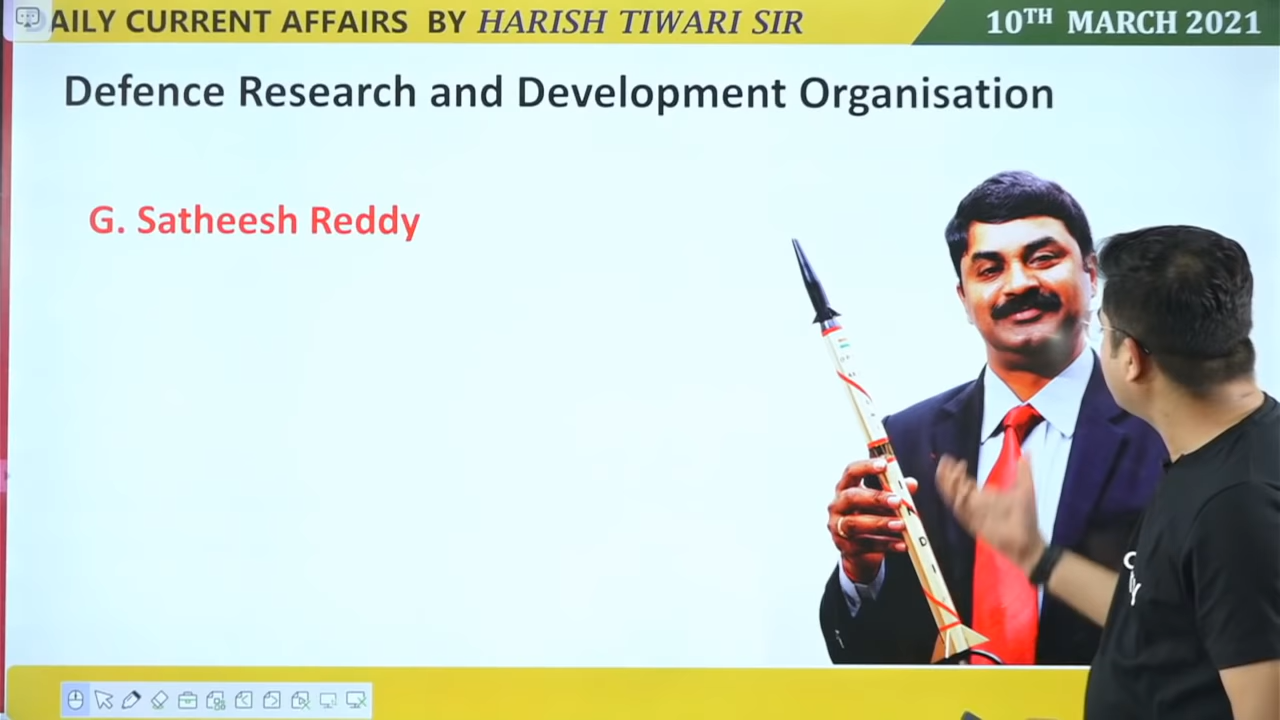 AILY CURRENT AFFAIRS BY HARISH TIWARI SIR
10TH MARCH 2021
Defence Research and Development Organisation
G. Satheesh Reddy